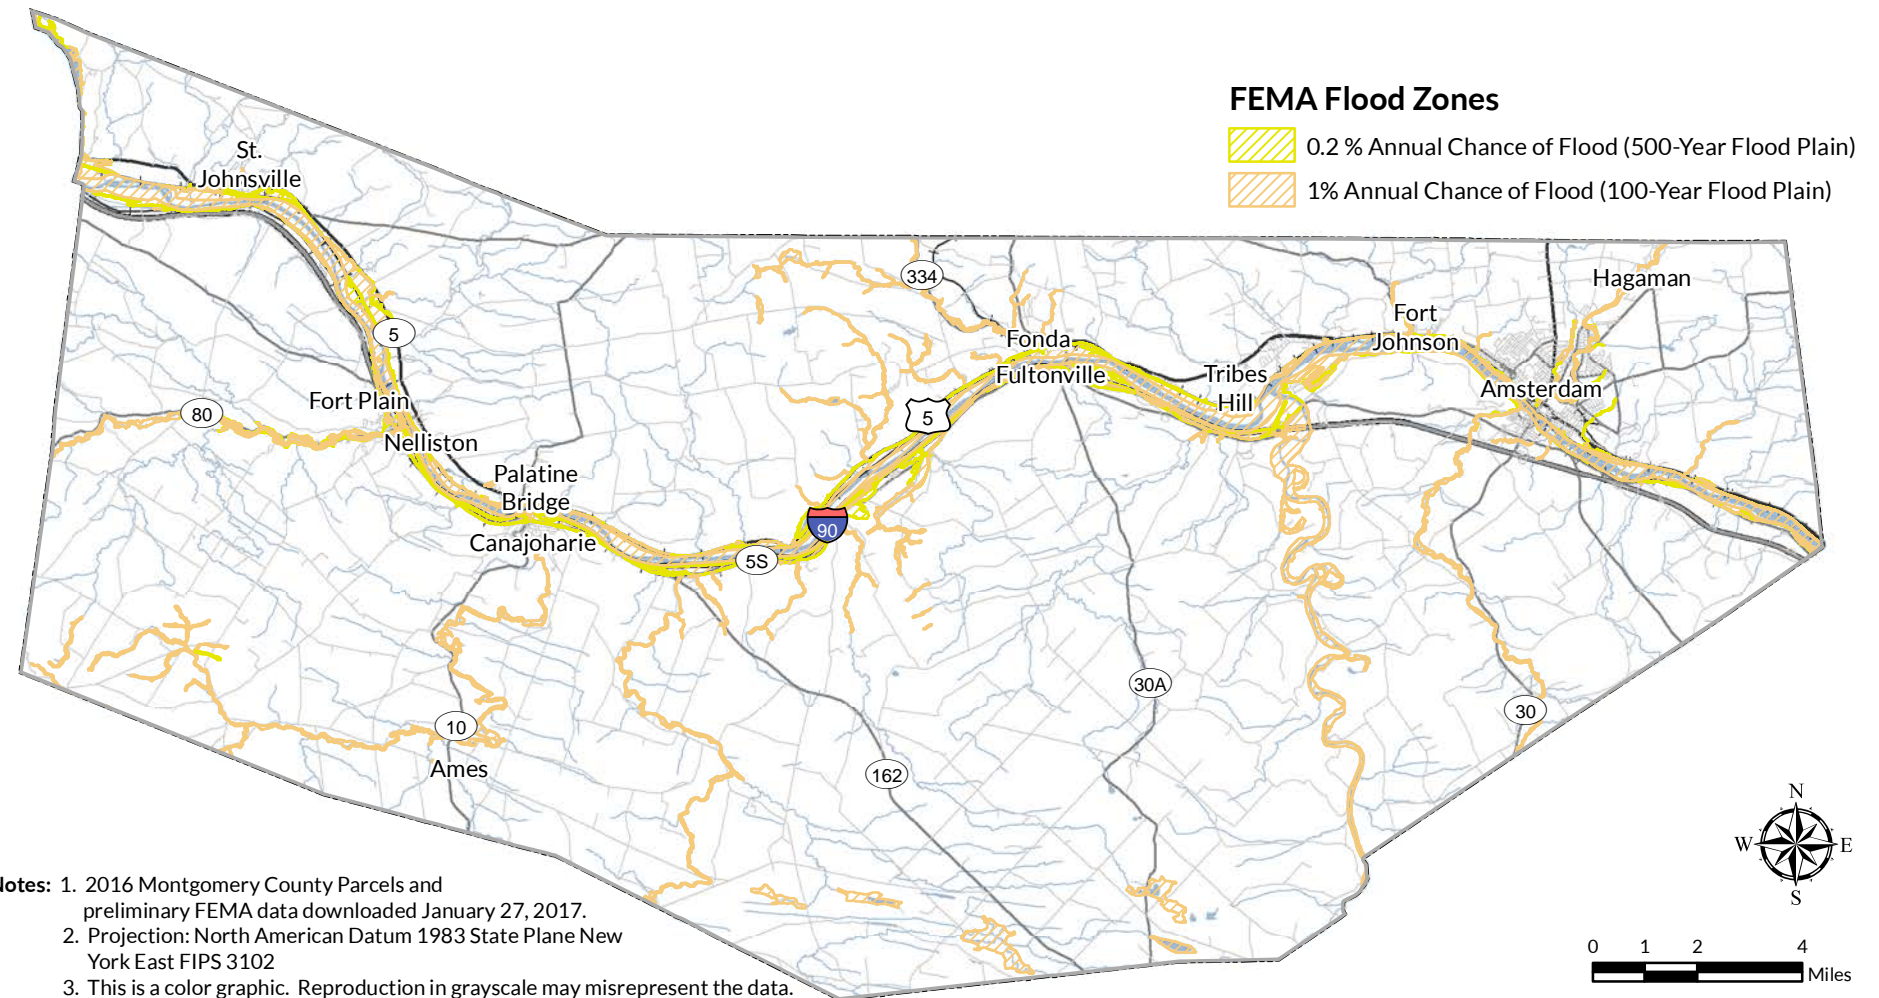 FEMA Flood Zones
0.2 % Annual Chance of Flood (500-Year Flood Plain)
1% Annual Chance of Flood (100-Year Flood Plain)
St.
Johnsville
334
Hagaman
Fort
Johnson
5
Fonda
Fultonville
Tribes
Hill
Amsterdam
Fort Plain
80
5
Nelliston
Palatine
Bridge
90
Canajoharie
5S
30A
30
10
Ames
162
N
W E
S
Notes: 1. 2016 Montgomery County Parcels and
preliminary FEMA data downloaded January 27, 2017.
2. Projection: North American Datum 1983 State Plane New
York East FIPS 3102
3. This is a color graphic. Reproduction in grayscale may misrepresent the data.
0 1 2 4
Miles